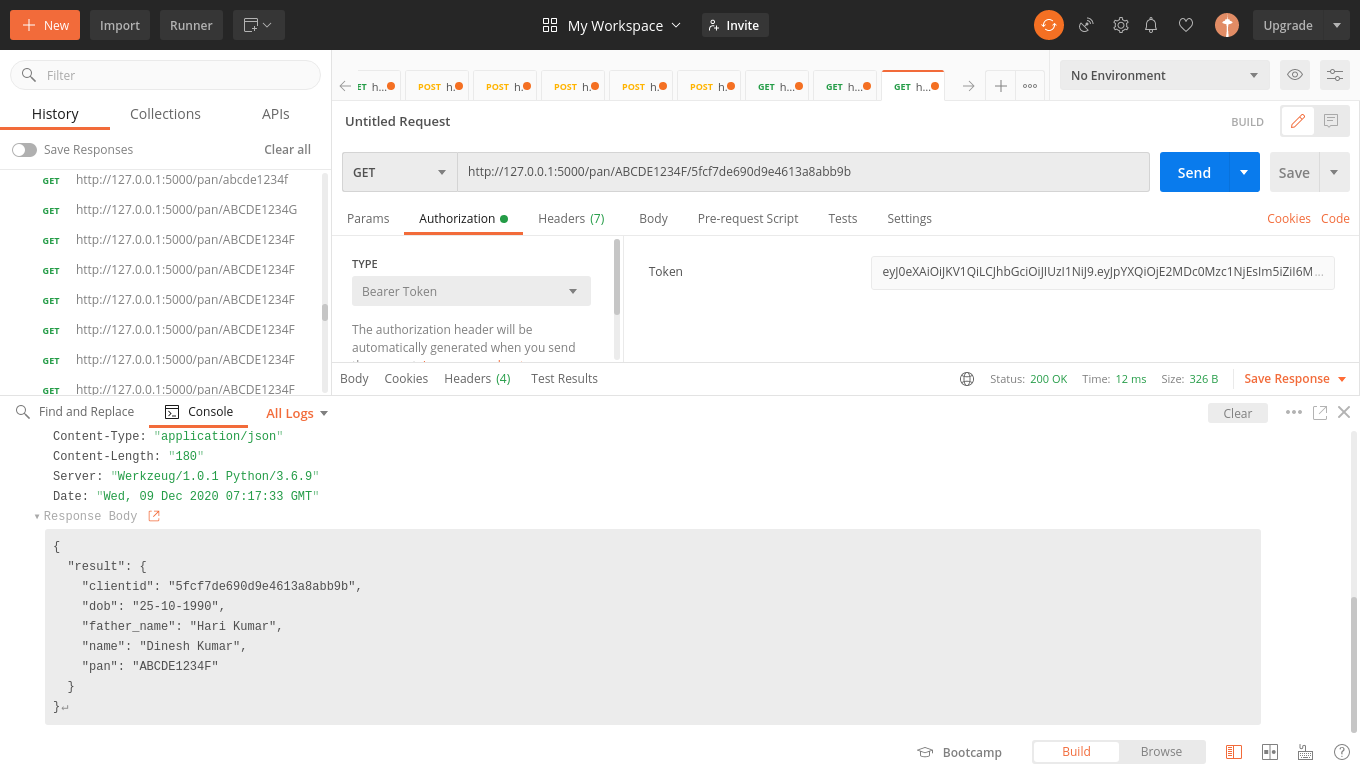 New
Import
Runner
My Workspace
Invite
Upgrade
Filter
ET h...
POST h.
POST h.
POST h.
POST h.
POST h.
GET h...
GET h...
GET h...
No Environment
History
Collections
APIs
Untitled Request
BUILD
Save Responses
Clear all
GET
http://127.0.0.1:5000/pan/ABCDE1234F/5fcf7de690d9e4613a8abb9b
Send
Save
GET http://127.0.0.1:5000/pan/abcde1234f
GET http://127.0.0.1:5000/pan/ABCDE1234G
GET http://127.0.0.1:5000/pan/ABCDE1234F
GET http://127.0.0.1:5000/pan/ABCDE1234F
GET http://127.0.0.1:5000/pan/ABCDE1234F
GET http://127.0.0.1:5000/pan/ABCDE1234F
GET http://127.0.0.1:5000/pan/ABCDE1234F
GET http://127.0.0.1:5000/pan/ABCDE1234F
Params
Authorization
Headers (7)
Body
Pre-request Script
Tests
Settings
Cookies
Code
TYPE
Bearer Token
The authorization header will be
automatically generated when you send
Token
eyJ0eXAiOiJKV1QiLCJhbGciOiJIUzI1NiJ9.eyJpYXQiOjE2MDc0Mzc1NjEsIm5iZiI6M...
Body
Cookies
Headers (4)
Test Results
Status: 200 OK
Time: 12 ms
Size: 326 B
Save Response
Find and Replace
Console
All Logs
Clear
Content-Type: "application/json"
Content-Length: "180"
Server: "Werkzeug/1.0.1 Python/3.6.9"
Date: "Wed, 09 Dec 2020 07:17:33 GMT"
Response Body
{
"result": {
"clientid": "5fcf7de690d9e4613a8abb9b",
"dob": "25-10-1990",
"father_name": "Hari Kumar",
"name": "Dinesh Kumar",
"pan": "ABCDE1234F"
}
}↵
Bootcamp
Build
Browse